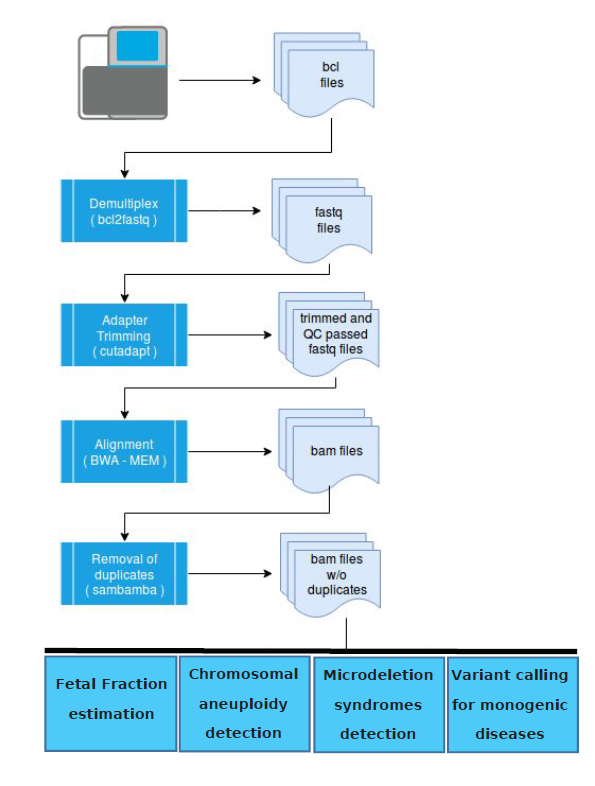 bcl
files
Demultiplex
( bcl2fastq )
fastq
files
Adapter
Trimming
( cutadapt )
trimmed and
QC passed
fastq files
Alignment
( BWA - MEM )
bam files
Removal of
duplicates
( sambamba )
bam files
w/o
duplicates
Fetal Fraction
estimation
Chromosomal
aneuploidy
detection
Microdeletion
syndromes
detection
Variant calling
for monogenic
diseases